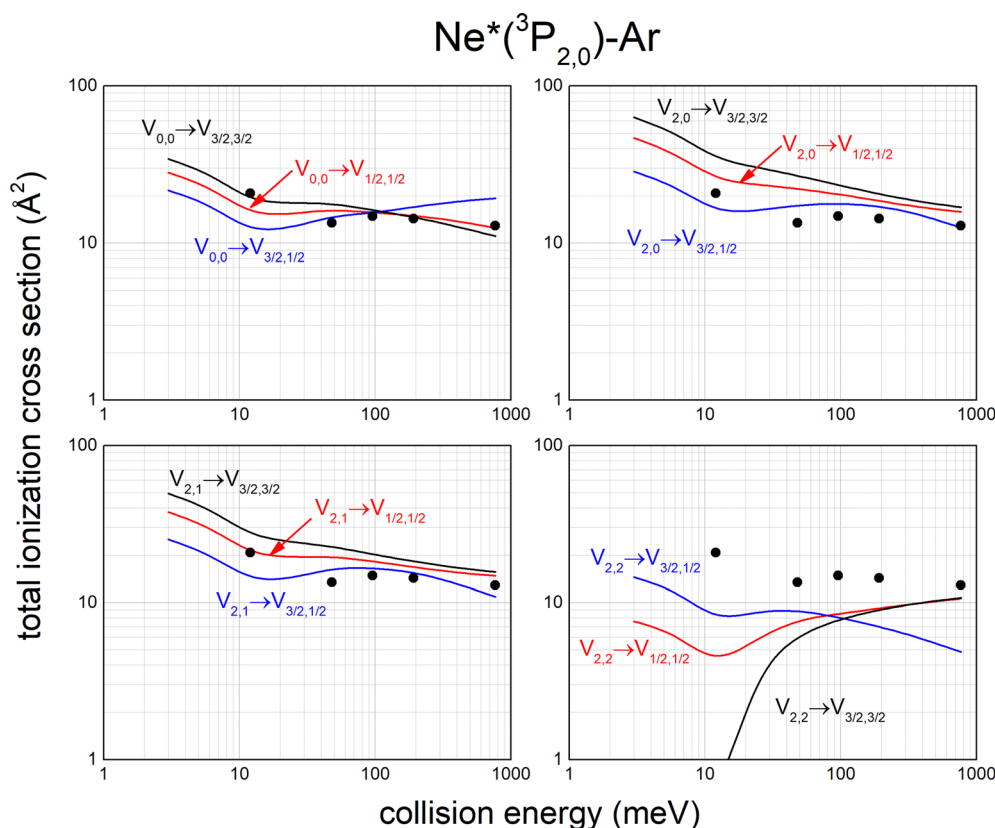 Ne*(³P₂,₀)-Ar
total ionization cross section (Å²)
100
10
1
1
10
100
1000
V₀,₀→V₃/₂,₃/₂
V₀,₀→V₁/₂,₁/₂
V₀,₀→V₃/₂,₁/₂
100
10
1
1
10
100
1000
V₂,₀→V₃/₂,₃/₂
V₂,₀→V₁/₂,₁/₂
V₂,₀→V₃/₂,₁/₂
100
10
1
1
10
100
1000
V₂,₁→V₃/₂,₃/₂
V₂,₁→V₁/₂,₁/₂
V₂,₁→V₃/₂,₁/₂
100
10
1
1
10
100
1000
V₂,₂→V₃/₂,₁/₂
V₂,₂→V₁/₂,₁/₂
V₂,₂→V₃/₂,₃/₂
collision energy (meV)